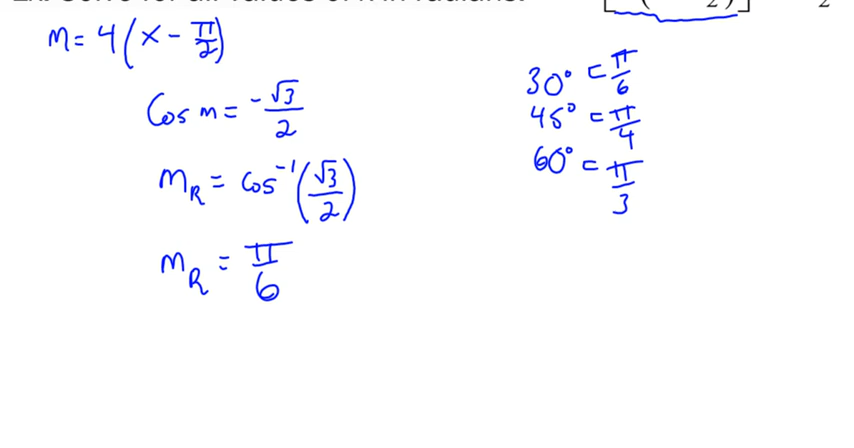 m = 4(x - π/2)
Cos m = -√3/2
m_R = cos⁻¹(√3/2)
m_R = π/6
30° = π/6
45° = π/4
60° = π/3